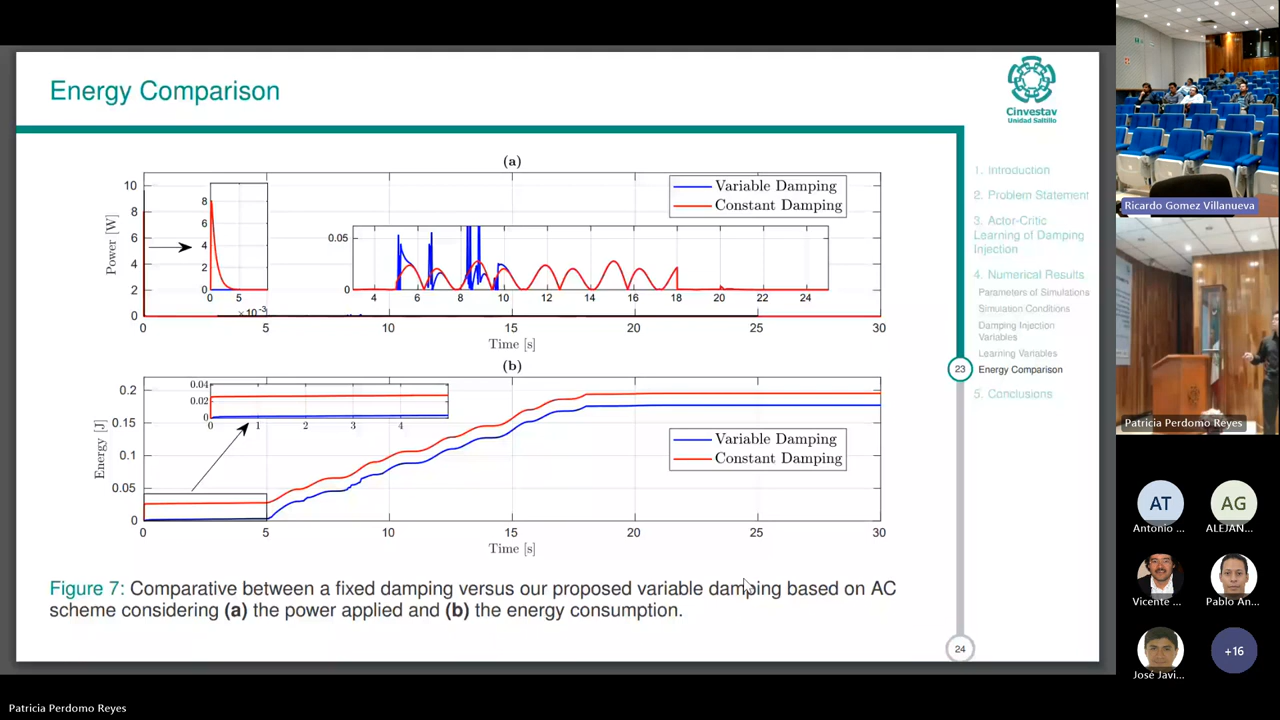 Energy Comparison
Cinvestav
Unidad Saltillo
(a)
Power [W]
10
8
6
4
2
0
8
6
4
2
0
0
5
×10⁻³
0.05
0
4
6
8
10
12
14
16
18
20
22
24
Variable Damping
Constant Damping
0
5
10
15
20
25
30
Time [s]
(b)
Energy [J]
0.2
0.15
0.1
0.05
0
0.04
0.02
0
1
2
3
4
Variable Damping
Constant Damping
0
5
10
15
20
25
30
Time [s]
Figure 7: Comparative between a fixed damping versus our proposed variable damping based on AC
scheme considering (a) the power applied and (b) the energy consumption.
1. Introduction
2. Problem Statement
3. Actor-Critic
Learning of Damping
Injection
4. Numerical Results
Parameters of Simulations
Simulation Conditions
Damping Injection
Variables
Learning Variables
23
Energy Comparison
5. Conclusions
24
Ricardo Gomez Villanueva
Patricia Perdomo Reyes
AT
Antonio ...
AG
ALEJAN...
Vicente ...
Pablo An...
José Javi...
+16
Patricia Perdomo Reyes